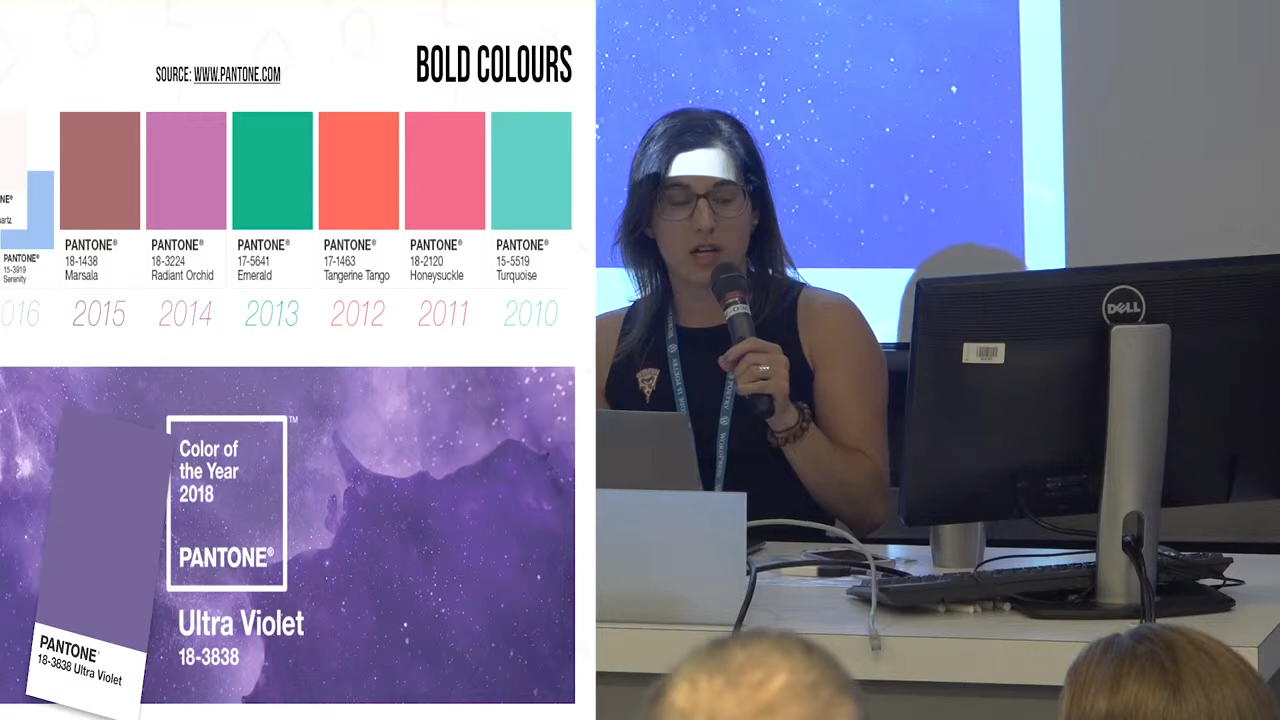 BOLD COLOURS
SOURCE: WWW.PANTONE.COM
PANTONE®
15-3919
Serenity
PANTONE®
18-1438
Marsala
PANTONE®
18-3224
Radiant Orchid
PANTONE®
17-5641
Emerald
PANTONE®
17-1463
Tangerine Tango
PANTONE®
18-2120
Honeysuckle
PANTONE®
15-5519
Turquoise
2015
2014
2013
2012
2011
2010
Color of
the Year
2018
PANTONE®
™
Ultra Violet
18-3838
PANTONE®
18-3838 Ultra Violet
DELL